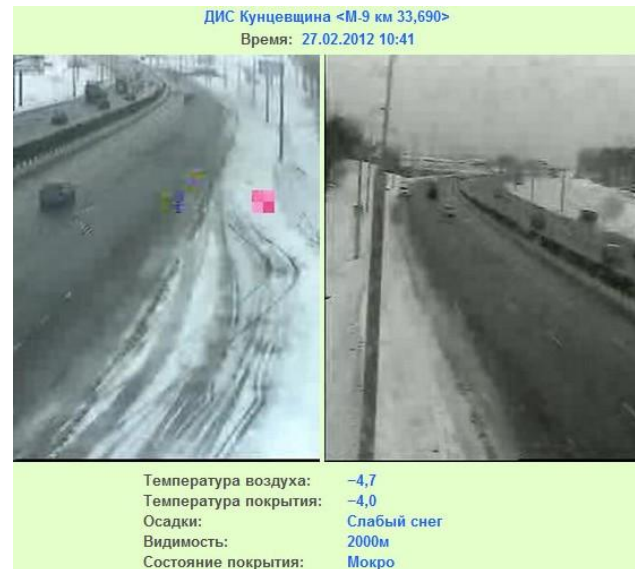 ДИС Кунцевщина <М-9 км 33,690>
Время: 27.02.2012 10:41
Температура воздуха: −4,7
Температура покрытия: −4,0
Осадки: Слабый снег
Видимость: 2000м
Состояние покрытия: Мокро